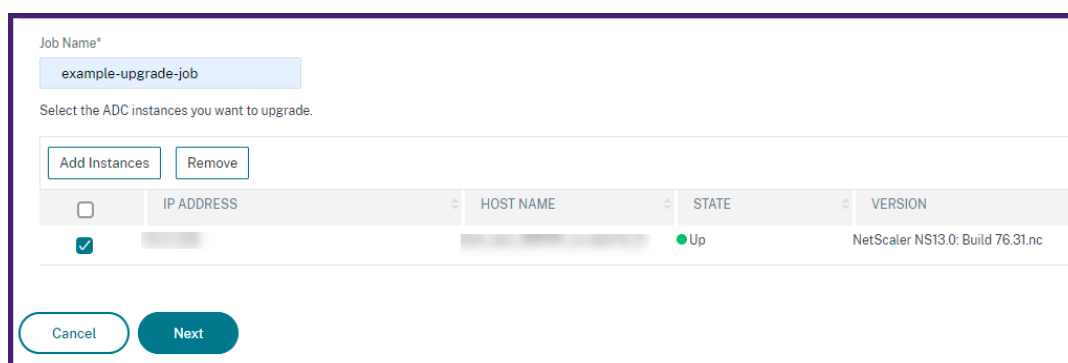 Job Name*
example-upgrade-job
Select the ADC instances you want to upgrade.
Add Instances Remove
IP ADDRESS HOST NAME STATE VERSION
Up NetScaler NS13.0: Build 76.31.nc
Cancel Next